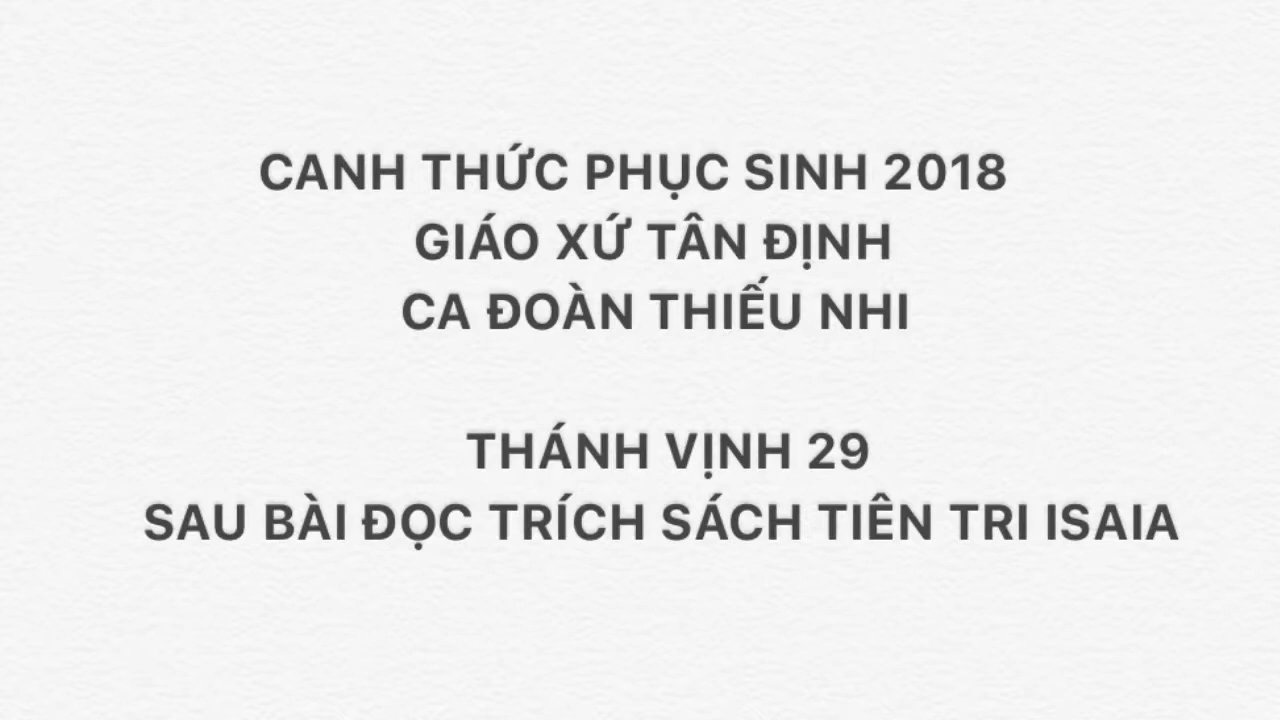 CANH THỨC PHỤC SINH 2018
GIÁO XỨ TÂN ĐỊNH
CA ĐOÀN THIẾU NHI
THÁNH VỊNH 29
SAU BÀI ĐỌC TRÍCH SÁCH TIÊN TRI ISAIA